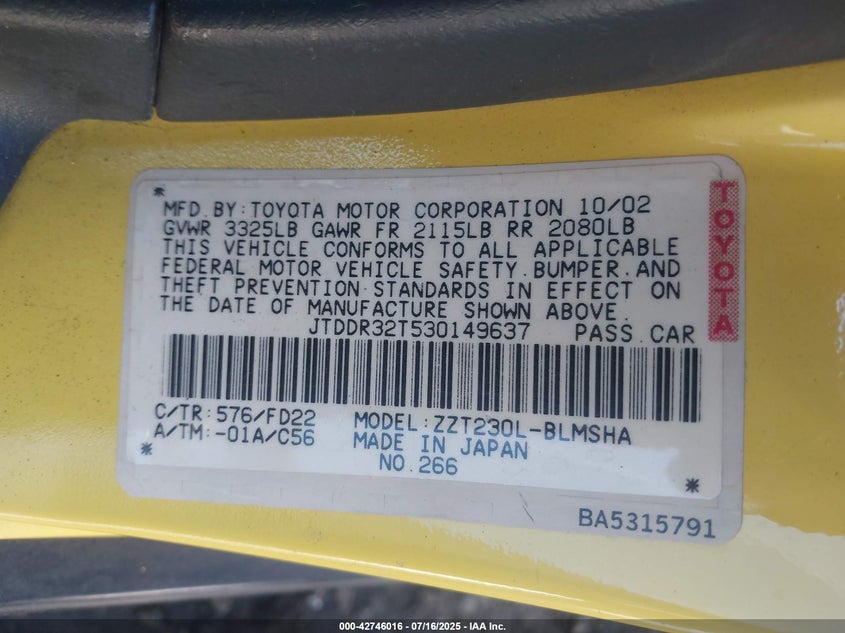 MFD.BY:TOYOTA MOTOR CORPORATION 10/02
GVWR 3325LB GAWR FR 2115LB RR 2080LB
THIS VEHICLE CONFORMS TO ALL APPLICABLE
FEDERAL MOTOR VEHICLE SAFETY.BUMPER.AND
THEFT PREVENTION STANDARDS IN EFFECT ON
THE DATE OF MANUFACTURE SHOWN ABOVE.
JTDDR32T530149637 PASS.CAR
C/TR:576/FD22 MODEL:ZZT230L-BLMSHA
A/TM:-01A/C56 MADE IN JAPAN
NO.266
TOYOTA
BA5315791
000-42746016 - 07/16/2025 - IAA Inc.